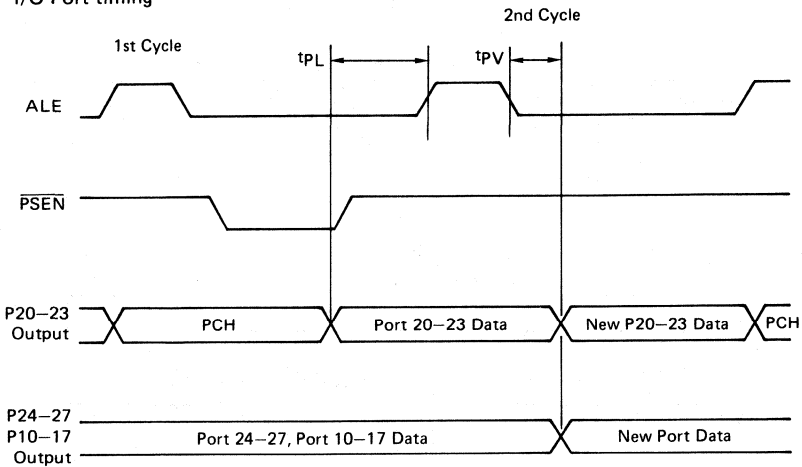 I/O Port timing
2nd Cycle
1st Cycle
tPL
tPV
ALE
PSEN
P20–23
Output
PCH
Port 20–23 Data
New P20–23 Data
PCH
P24–27
P10–17
Output
Port 24–27, Port 10–17 Data
New Port Data